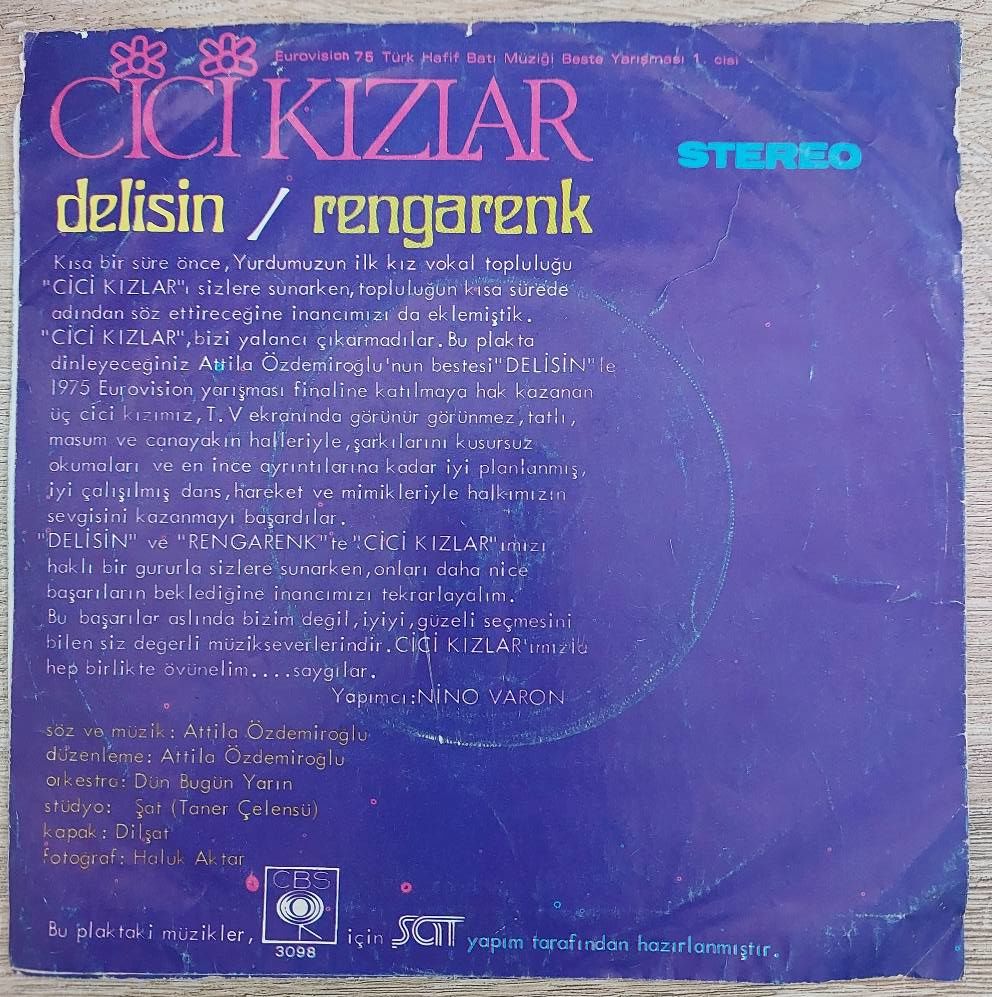 Eurovision 75 Türk Hafif Batı Müziği Beste Yarışması 1. cisi
CİCİ KIZLAR
STEREO
delisin / rengarenk
Kısa bir süre önce, Yurdumuzun ilk kız vokal topluluğu
"CİCİ KIZLAR"ı sizlere sunarken, topluluğun kısa sürede
adından söz ettireceğine inancımızı da eklemiştik.
"CİCİ KIZLAR", bizi yalancı çıkarmadılar. Bu plakta
dinleyeceğiniz Attila Özdemiroğlu'nun bestesi "DELİSİN"le
1975 Eurovision yarışması finaline katılmaya hak kazanan
üç cici kızımız, T.V ekranında görünür görünmez, tatlı,
masum ve canayakın halleriyle, şarkılarını kusursuz
okumaları ve en ince ayrıntılarına kadar iyi planlanmış,
iyi çalışılmış dans, hareket ve mimikleriyle halkımızın
sevgisini kazanmayı başardılar.
"DELİSİN" ve "RENGARENK"te "CİCİ KIZLAR"ımızı
haklı bir gururla sizlere sunarken, onları daha nice
başarıların beklediğine inancımızı tekrarlayalım.
Bu başarılar aslında bizim değil, iyiyi, güzeli seçmesini
bilen siz değerli müzikseverlerindir. CİCİ KIZLAR'ımızla
hep birlikte övünelim.... saygılar.
Yapımcı: NİNO VARON
söz ve müzik: Attila Özdemiroğlu
düzenleme: Attila Özdemiroğlu
orkestra: Dün Bugün Yarın
stüdyo: Şat (Taner Çelensü)
kapak: Dilşat
fotoğraf: Haluk Aktar
CBS
3098
Bu plaktaki müzikler, için ŞAT yapım tarafından hazırlanmıştır.